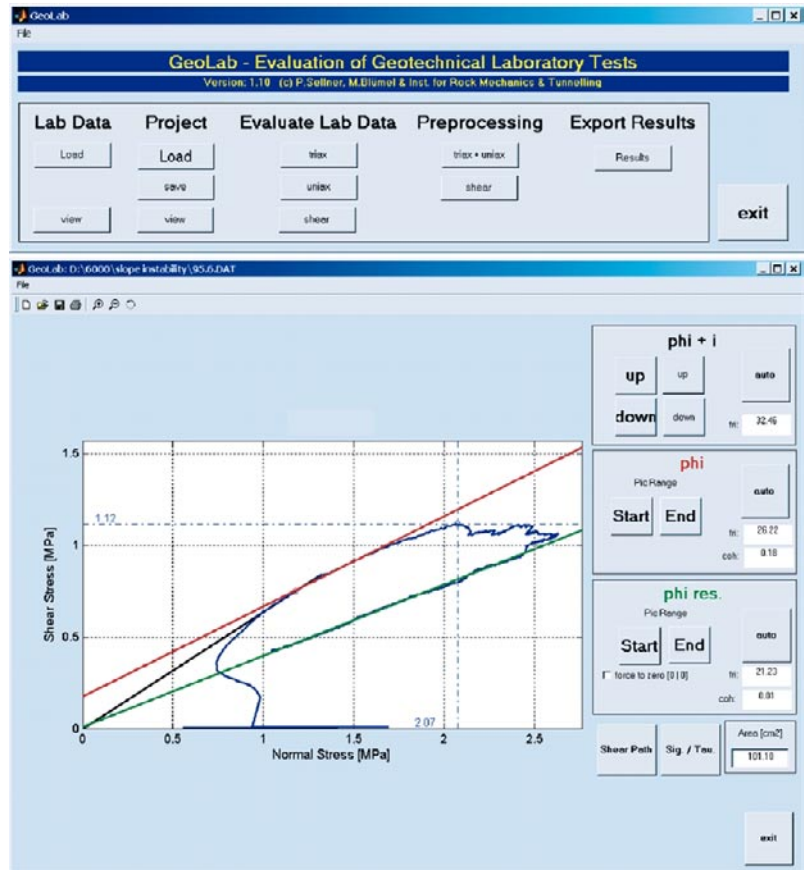 GeoLab
File
GeoLab - Evaluation of Geotechnical Laboratory Tests
Version: 1.10 (c) P.Sellner, M.Blümel & Inst. for Rock Mechanics & Tunnelling
Lab Data Project Evaluate Lab Data Preprocessing Export Results
Load Load triax triax + uniax Results
save uniax shear
view view shear
exit
GeoLab: D:\6000\slope instability\95.6.DAT
File
phi + i
up up auto
down down
fri: 32.46
phi
Pic Range
Start End auto
fri: 26.22
coh: 0.18
phi res.
Pic Range
Start End auto
force to zero [0|0] fri: 21.23
coh: 0.01
Shear Path Sig. / Tau. Area [cm2]
101.10
exit
1.5
1.12
1
Shear Stress [MPa]
0.5
2.07
0
0 0.5 1 1.5 2 2.5
Normal Stress [MPa]